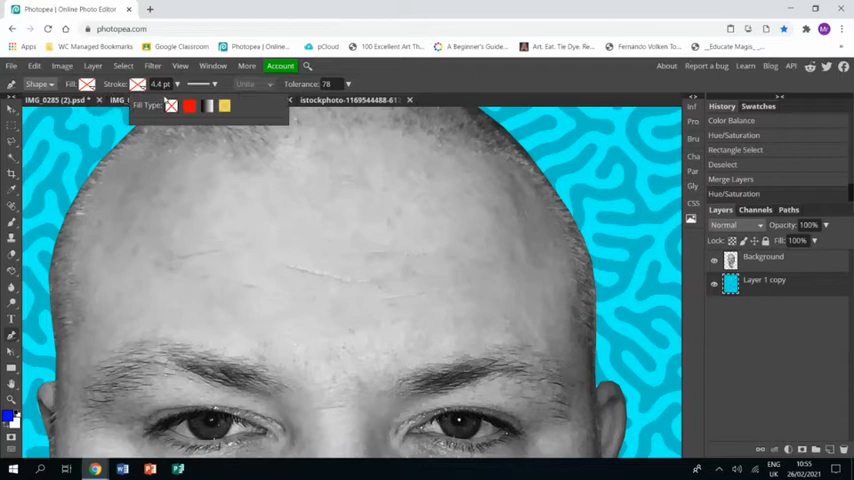 Photopea | Online Photo Editor
photopea.com
Apps WC Managed Bookmarks Google Classroom Photopea | Online P... pCloud 100 Excellent Art Th... A Beginner's Guide... Art. Eat. Tie Dye. Re... Fernando Volken To... _Educate Magis_-
File Edit Image Layer Select Filter View Window More Account About Report a bug Learn Blog API
Shape Fill: Stroke: 4.4 pt Unite Tolerance: 78
IMG_0285 (2).psd * IMG_0 istockphoto-1169544488-612
Fill Type:
Inf
Pro
Bru
Cha
Par
Gly
CSS
History Swatches
Color Balance
Hue/Saturation
Rectangle Select
Deselect
Merge Layers
Hue/Saturation
Layers Channels Paths
Normal Opacity: 100%
Lock: Fill: 100%
Background
Layer 1 copy
ENG
UK
10:55
26/02/2021